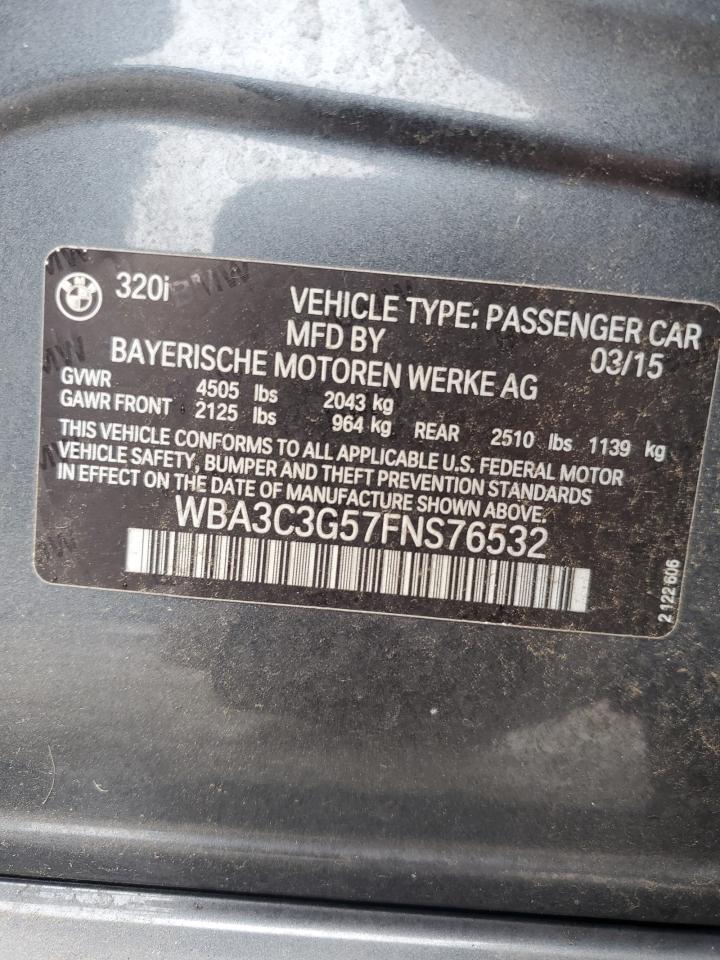 BMW 320i
VEHICLE TYPE: PASSENGER CAR
MFD BY 03/15
BAYERISCHE MOTOREN WERKE AG
GVWR 4505 lbs 2043 kg
GAWR FRONT 2125 lbs 964 kg REAR 2510 lbs 1139 kg
THIS VEHICLE CONFORMS TO ALL APPLICABLE U.S. FEDERAL MOTOR
VEHICLE SAFETY, BUMPER AND THEFT PREVENTION STANDARDS
IN EFFECT ON THE DATE OF MANUFACTURE SHOWN ABOVE.
WBA3C3G57FNS76532
2 122 606